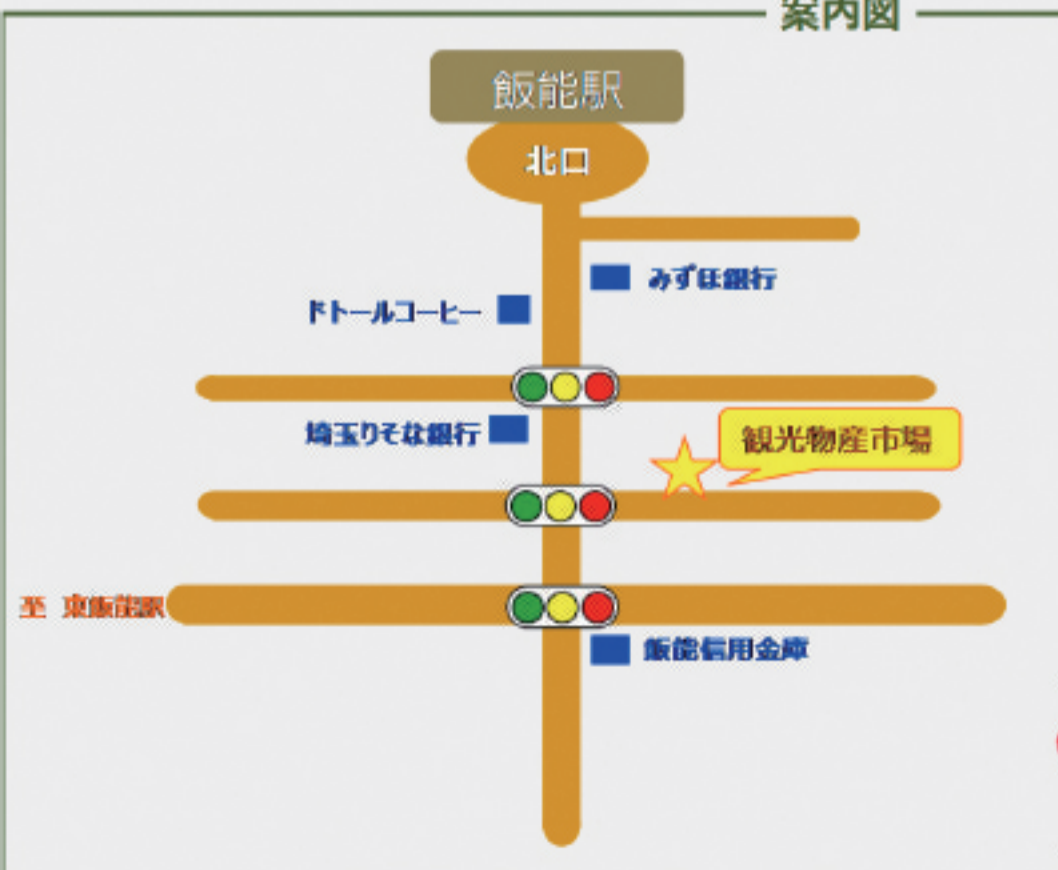 案内図
飯能駅
北口
みずほ銀行
ドトールコーヒー
埼玉りそな銀行
観光物産市場
至 東飯能駅
飯能信用金庫